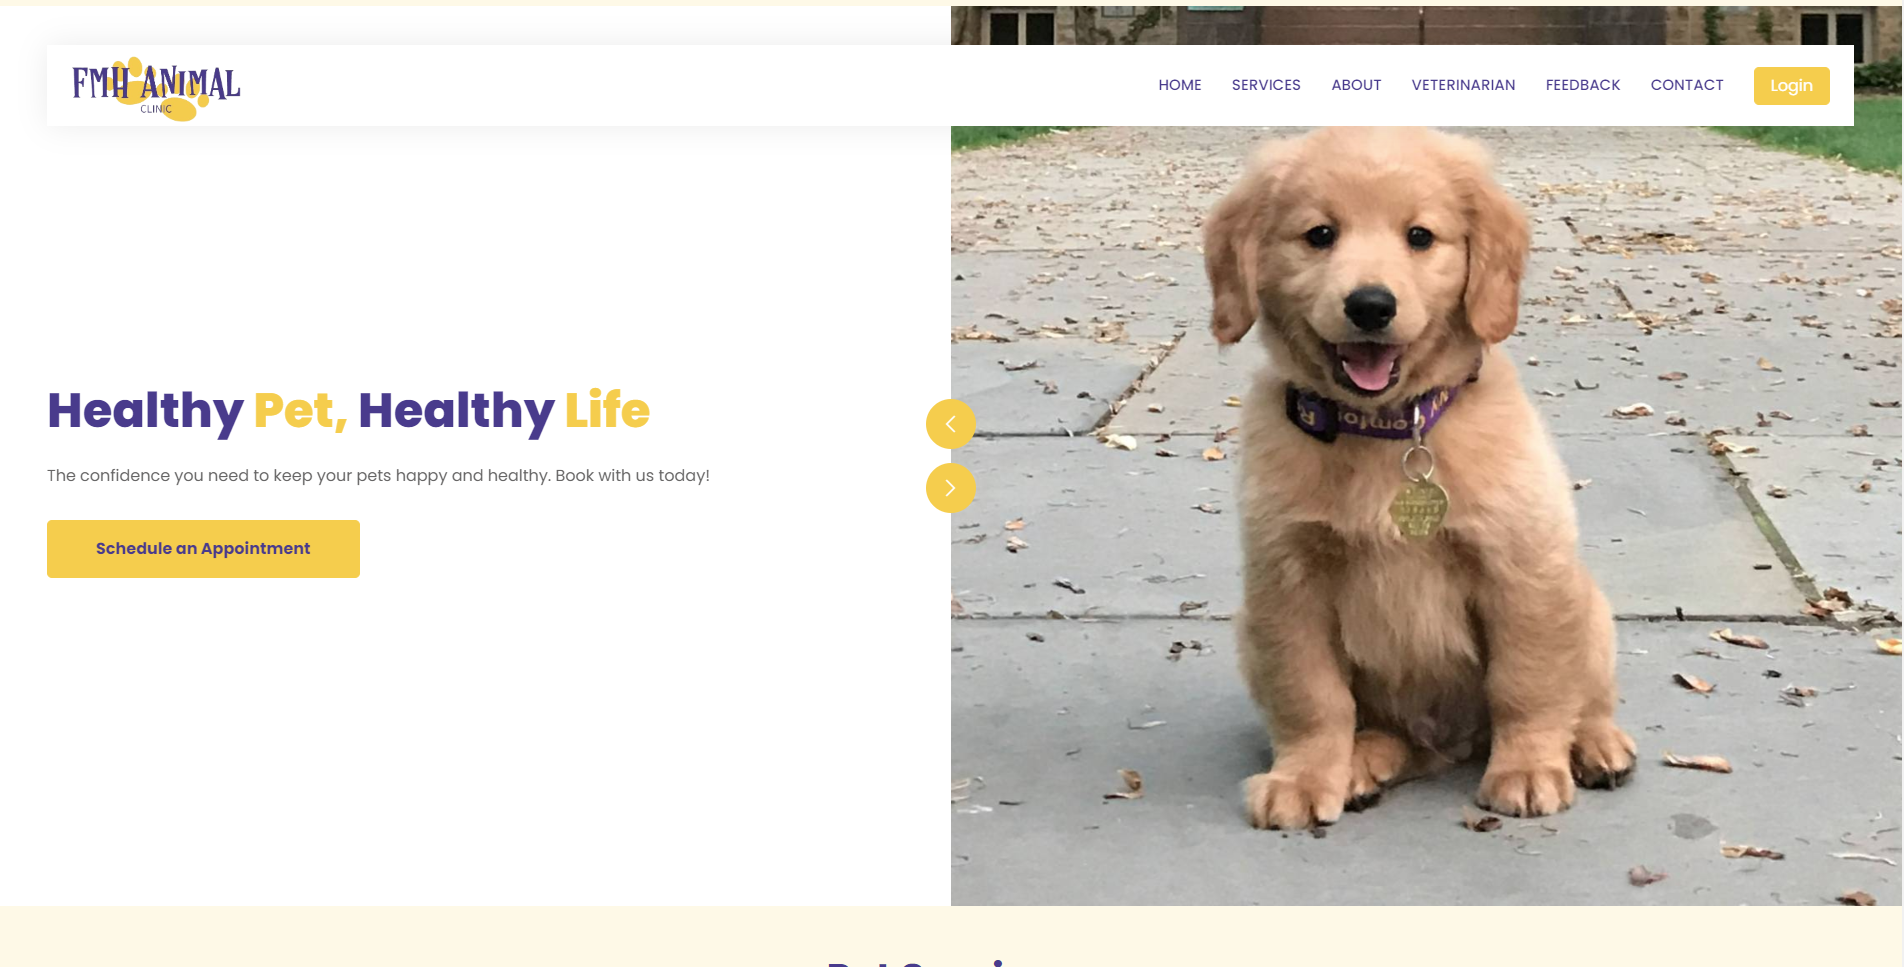 FMH ANIMAL
CLINIC
HOME SERVICES ABOUT VETERINARIAN FEEDBACK CONTACT Login
Healthy Pet, Healthy Life
The confidence you need to keep your pets happy and healthy. Book with us today!
Schedule an Appointment